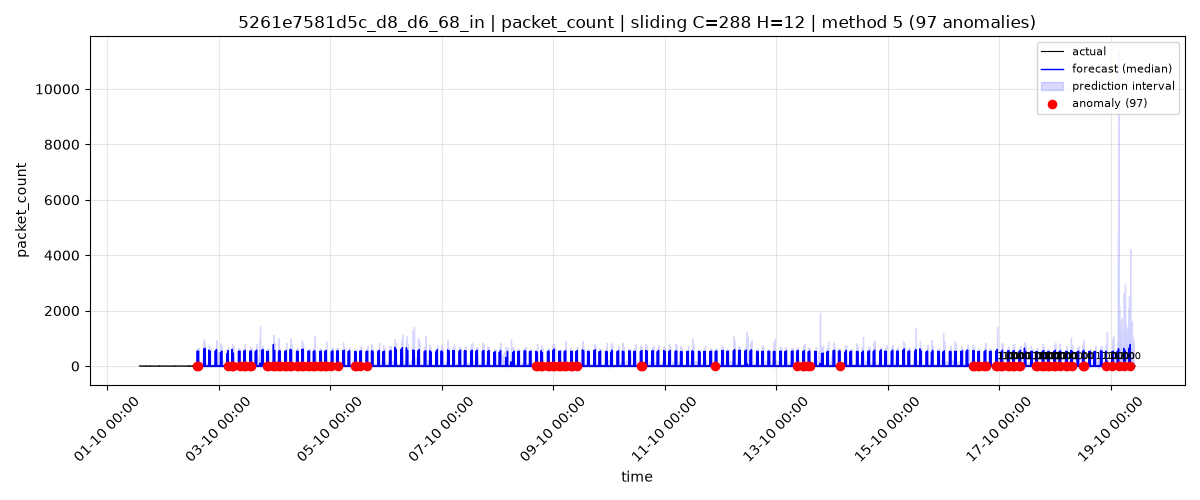 5261e7581d5c_d8_d6_68_in | packet_count | sliding C=288 H=12 | method 5 (97 anomalies)
actual
forecast (median)
prediction interval
anomaly (97)
packet_count
10000
8000
6000
4000
2000
0
01-10 00:00
03-10 00:00
05-10 00:00
07-10 00:00
09-10 00:00
11-10 00:00
13-10 00:00
15-10 00:00
17-10 00:00
19-10 00:00
time